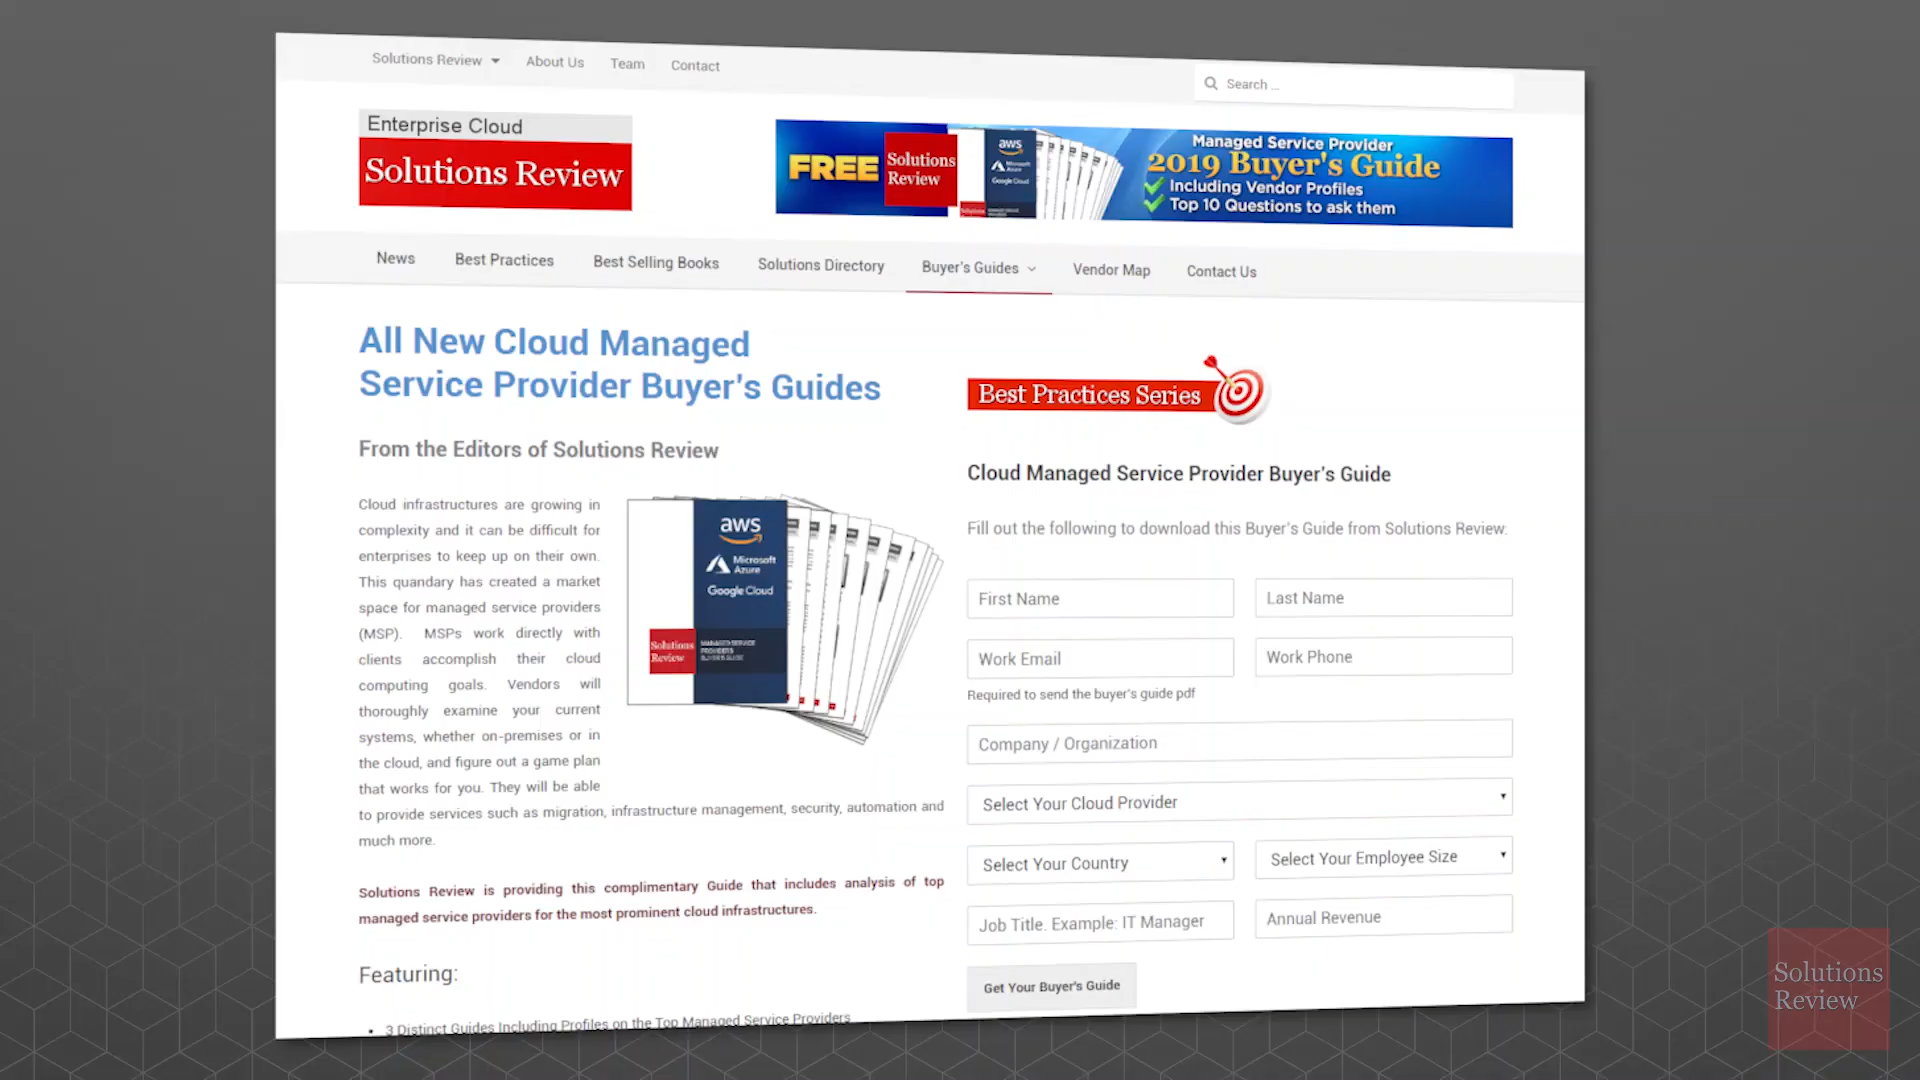 Solutions Review
About Us
Team
Contact
Search ...
Enterprise Cloud
Solutions Review
FREE
Solutions
Review
aws
Microsoft
Azure
Google Cloud
Managed Service Provider
2019 Buyer's Guide
Including Vendor Profiles
Top 10 Questions to ask them
News
Best Practices
Best Selling Books
Solutions Directory
Buyer's Guides
Vendor Map
Contact Us
All New Cloud Managed
Service Provider Buyer's Guides
From the Editors of Solutions Review
Cloud infrastructures are growing in
complexity and it can be difficult for
enterprises to keep up on their own.
This quandary has created a market
space for managed service providers
(MSP). MSPs work directly with
clients accomplish their cloud
computing goals. Vendors will
thoroughly examine your current
systems, whether on-premises or in
the cloud, and figure out a game plan
that works for you. They will be able
to provide services such as migration, infrastructure management, security, automation and
much more.
aws
Microsoft
Azure
Google Cloud
Solutions
Review
MANAGED SERVICE
PROVIDERS
BUYER'S GUIDE
Solutions Review is providing this complimentary Guide that includes analysis of top
managed service providers for the most prominent cloud infrastructures.
Featuring:
• 3 Distinct Guides Including Profiles on the Top Managed Service Providers
Best Practices Series
Cloud Managed Service Provider Buyer's Guide
Fill out the following to download this Buyer's Guide from Solutions Review:
First Name
Last Name
Work Email
Work Phone
Required to send the buyer's guide pdf
Company / Organization
Select Your Cloud Provider
Select Your Country
Select Your Employee Size
Job Title. Example: IT Manager
Annual Revenue
Get Your Buyer's Guide
Solutions
Review